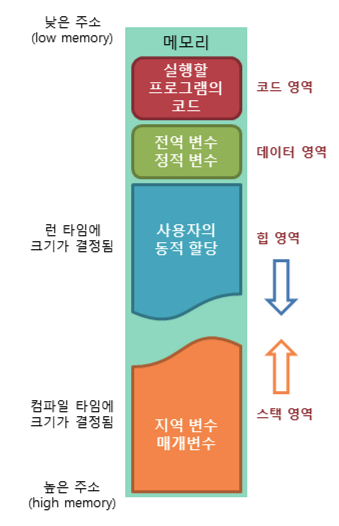 낮은 주소
(low memory)
메모리
실행할
프로그램의
코드
코드 영역
전역 변수
정적 변수
데이터 영역
런 타임에
크기가 결정됨
사용자의
동적 할당
힙 영역
컴파일 타임에
크기가 결정됨
지역 변수
매개변수
스택 영역
높은 주소
(high memory)